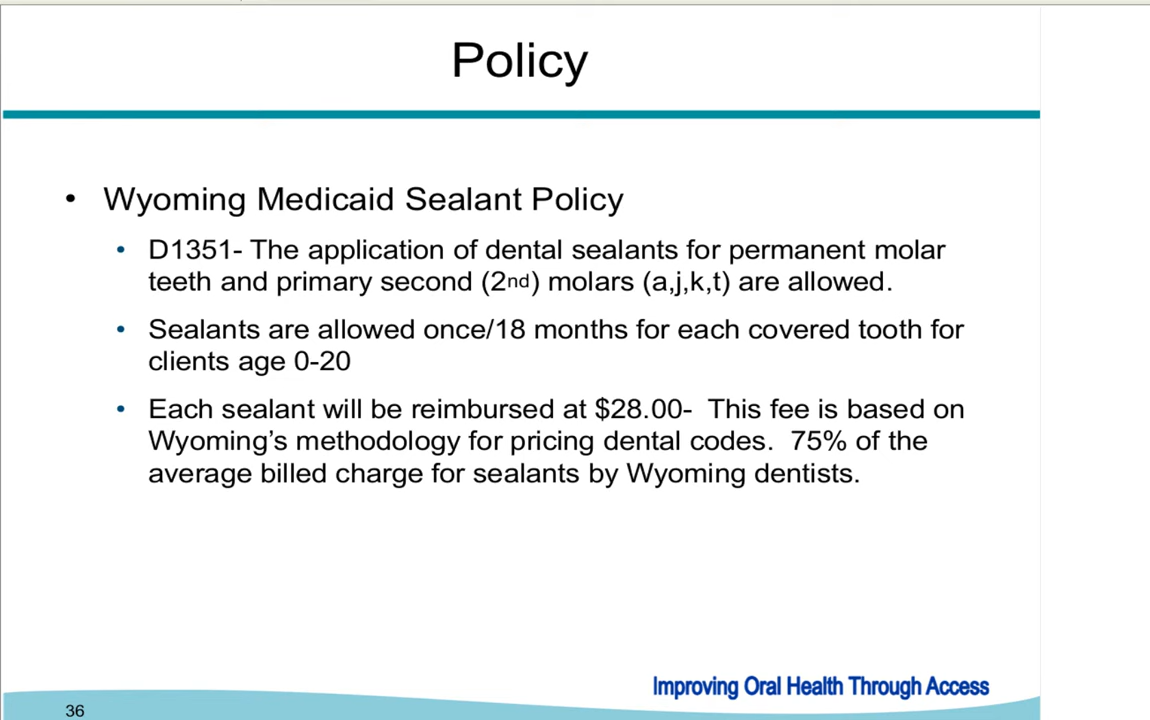 Policy
• Wyoming Medicaid Sealant Policy
• D1351- The application of dental sealants for permanent molar
teeth and primary second (2nd) molars (a,j,k,t) are allowed.
• Sealants are allowed once/18 months for each covered tooth for
clients age 0-20
• Each sealant will be reimbursed at $28.00-  This fee is based on
Wyoming’s methodology for pricing dental codes.  75% of the
average billed charge for sealants by Wyoming dentists.
Improving Oral Health Through Access
36